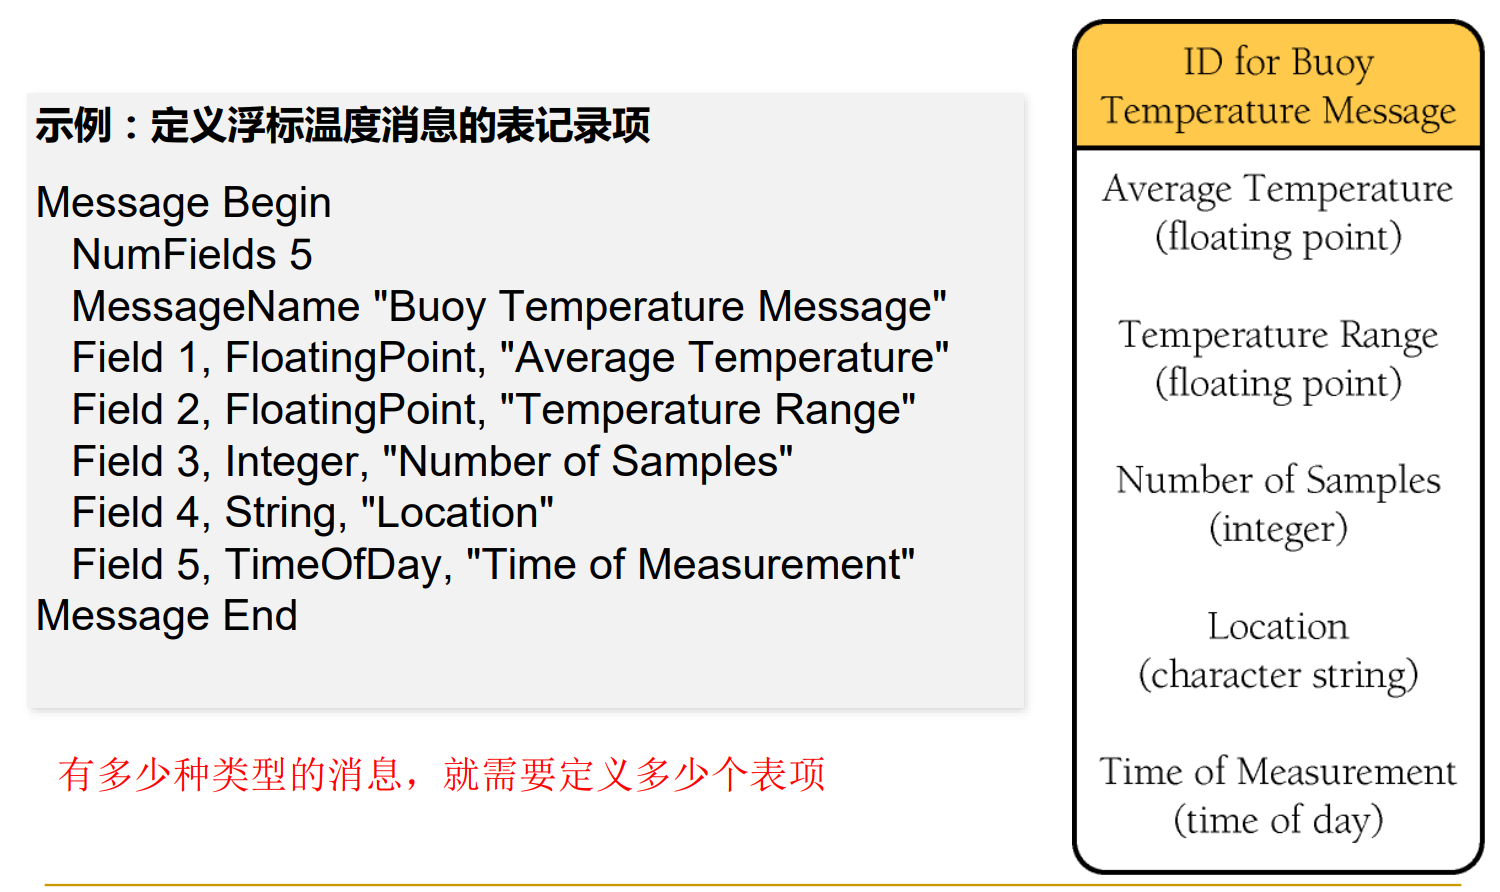 示例：定义浮标温度消息的表记录项
Message Begin
NumFields 5
MessageName "Buoy Temperature Message"
Field 1, FloatingPoint, "Average Temperature"
Field 2, FloatingPoint, "Temperature Range"
Field 3, Integer, "Number of Samples"
Field 4, String, "Location"
Field 5, TimeOfDay, "Time of Measurement"
Message End
有多少种类型的消息，就需要定义多少个表项
ID for Buoy
Temperature Message
Average Temperature
(floating point)
Temperature Range
(floating point)
Number of Samples
(integer)
Location
(character string)
Time of Measurement
(time of day)